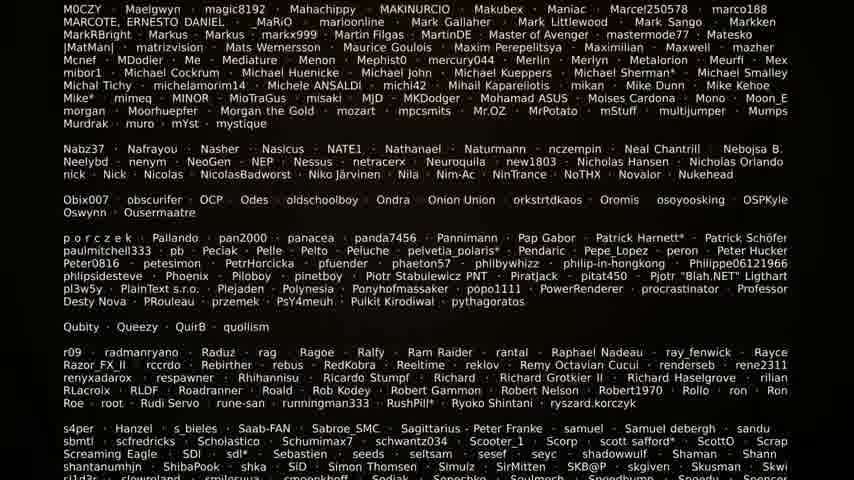 M0CZY · Maelgwyn · magic8192 · Mahachippy · MAKINURCIO · Makubex · Maniac · Marcel250578 · marco188
MARCOTE, ERNESTO DANIEL · _MaRiO · marioonline · Mark Gallaher · Mark Littlewood · Mark Sango · Markken
MarkRBright · Markus · Markus · markx999 · Martin Filgas · MartinDE · Master of Avenger · mastermode77 · Matesko
|MatMan| · matrizvision · Mats Wernersson · Maurice Goulois · Maxim Perepelitsya · Maximilian · Maxwell · mazher
Mcnef · MDodier · Me · Mediature · Menon · Mephist0 · mercury044 · Merlin · Merlyn · Metalorion · Meurfi · Mex
mibor1 · Michael Cockrum · Michael Huenicke · Michael John · Michael Kueppers · Michael Sherman* · Michael Smalley
Michal Tichy · michelamorim14 · Michele ANSALDI · michi42 · Mihail Kapareliotis · mikan · Mike Dunn · Mike Kehoe
Mike* · mimeq · MINOR · MioTraGus · misaki · MJD · MKDodger · Mohamad ASUS · Moises Cardona · Mono · Moon_E
morgan · Moorhuepfer · Morgan the Gold · mozart · mpcsmits · Mr.OZ · MrPotato · mStuff · multijumper · Mumps
Murdrak · muro · mYst · mystique
Nabz37 · Nafrayou · Nasher · Nasicus · NATE1 · Nathanael · Naturmann · nczempin · Neal Chantrill · Nebojsa B.
Neelybd · nenym · NeoGen · NEP · Nessus · netracerx · Neuroquila · new1803 · Nicholas Hansen · Nicholas Orlando
nick · Nick · Nicolas · NicolasBadworst · Niko Järvinen · Nila · Nim-Ac · NinTrance · NoTHX · Novalor · Nukehead
Obix007 · obscurifer · OCP · Odes · oldschoolboy · Ondra · Onion Union · orkstrtdkaos · Oromis · osoyoosking · OSPKyle
Oswynn · Ousermaatre
p o r c z e k · Pallando · pan2000 · panacea · panda7456 · Pannimann · Pap Gabor · Patrick Harnett* · Patrick Schöfer
paulmitchell333 · pb · Peciak · Pelle · Pelto · Peluche · pelvetia_polaris* · Pendaric · Pepe_Lopez · peron · Peter Hucker
Peter0816 · petesimon · PetrHorcicka · pfuender · phaeton57 · philbywhizz · philip-in-hongkong · Philippe06121966
phlipsidesteve · Phoenix · Piloboy · pinetboy · Piotr Stabulewicz PNT · PiratJack · pitat450 · Pjotr "Blah.NET" Ligthart
pl3w5y · PlainText s.r.o. · Plejaden · Polynesia · Ponyhofmassaker · popo1111 · PowerRenderer · procrastinator · Professor
Desty Nova · PRouleau · przemek · PsY4meuh · Pulkit Kirodiwal · pythagoratos
Qubity · Queezy · QuirB · quollism
r09 · radmanryano · Raduz · rag · Ragoe · Ralfy · Ram Raider · rantal · Raphael Nadeau · ray_fenwick · Rayce
Razor_FX_II · rccrdo · Rebirther · rebus · RedKobra · Reeltime · reklov · Remy Octavian Cucui · renderseb · rene2311
renyxadarox · respawner · Rhihannisu · Ricardo Stumpf · Richard · Richard Grotkier II · Richard Haselgrove · rilian
RLacroix · RLDF · Roadranner · Roald · Rob Kodey · Robert Gammon · Robert Nelson · Robert1970 · Rollo · ron · Ron
Roe · root · Rudi Servo · rune-san · runningman333 · RushPill* · Ryoko Shintani · ryszard.korczyk
s4per · Hanzel · s_bieles · Saab-FAN · Sabroe_SMC · Sagittarius - Peter Franke · samuel · Samuel debergh · sandu
sbmtl · scfredricks · Scholastico · Schumimax7 · schwantz034 · Scooter_1 · Scorp · scott safford* · ScottO · Scrap
Screaming Eagle · SDI · sdl* · Sebastien · seeds · seltsam · sesef · seyc · shadowwulf · Shaman · Shann
shantanumhjn · ShibaPook · shka · SID · Simon Thomsen · Simulz · SirMitten · SKB@P · skgiven · Skusman · Skwi